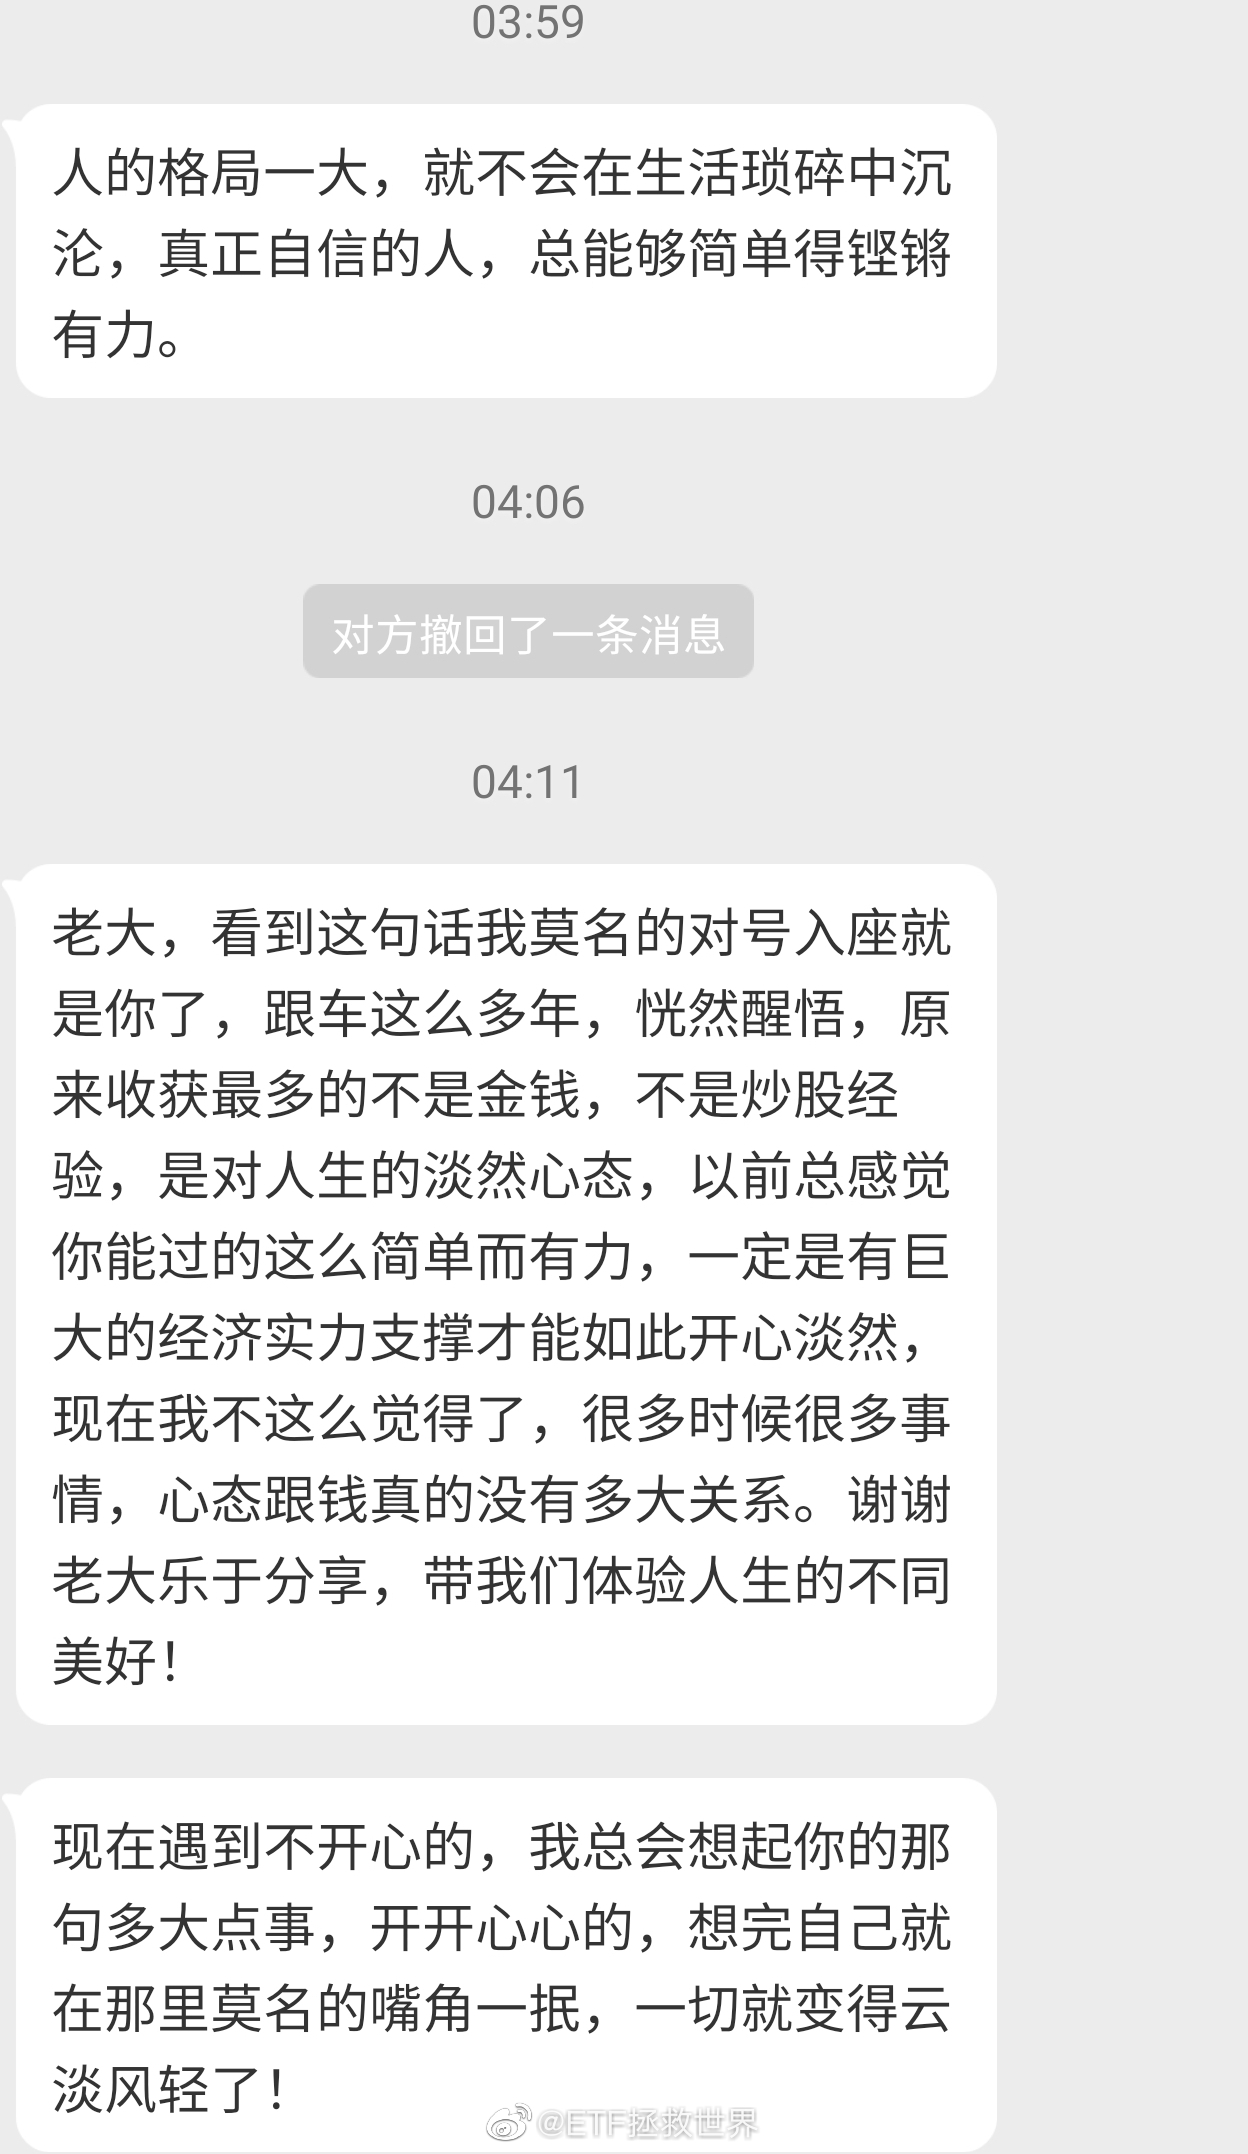 03:59
人的格局一大，就不会在生活琐碎中沉
沦，真正自信的人，总能够简单得铿锵
有力。
04:06
对方撤回了一条消息
04:11
老大，看到这句话我莫名的对号入座就
是你了，跟车这么多年，恍然醒悟，原
来收获最多的不是金钱，不是炒股经
验，是对人生的淡然心态，以前总感觉
你能过的这么简单而有力，一定是有巨
大的经济实力支撑才能如此开心淡然，
现在我不这么觉得了，很多时候很多事
情，心态跟钱真的没有多大关系。谢谢
老大乐于分享，带我们体验人生的不同
美好！
现在遇到不开心的，我总会想起你的那
句多大点事，开开心心的，想完自己就
在那里莫名的嘴角一抿，一切就变得云
淡风轻了！
@ETF拯救世界